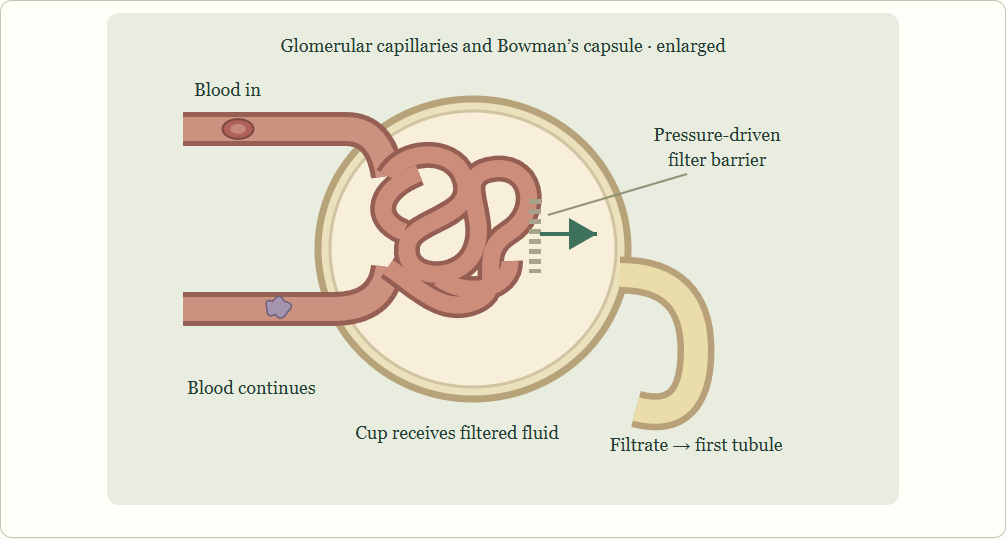 Glomerular capillaries and Bowman’s capsule · enlarged
Blood in
Pressure-driven
filter barrier
Blood continues
Cup receives filtered fluid
Filtrate → first tubule